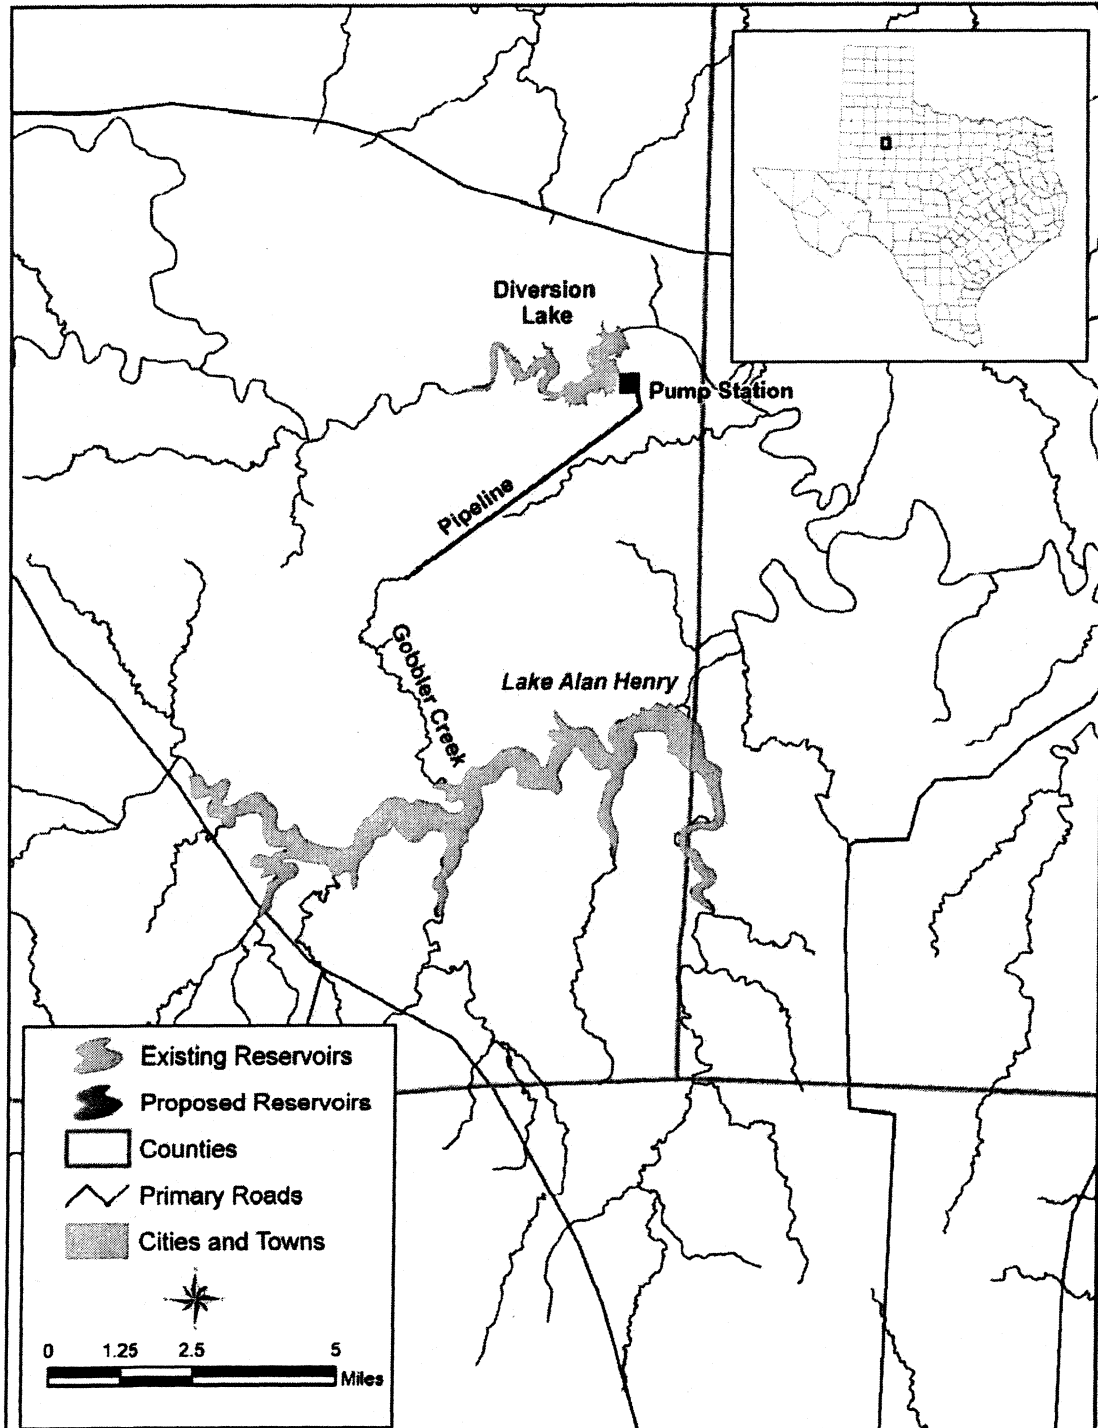 Diversion
Lake
Pump Station
Pipeline
Gobbler Creek
Lake Alan Henry
Existing Reservoirs
Proposed Reservoirs
Counties
Primary Roads
Cities and Towns
0 1.25 2.5 5
Miles